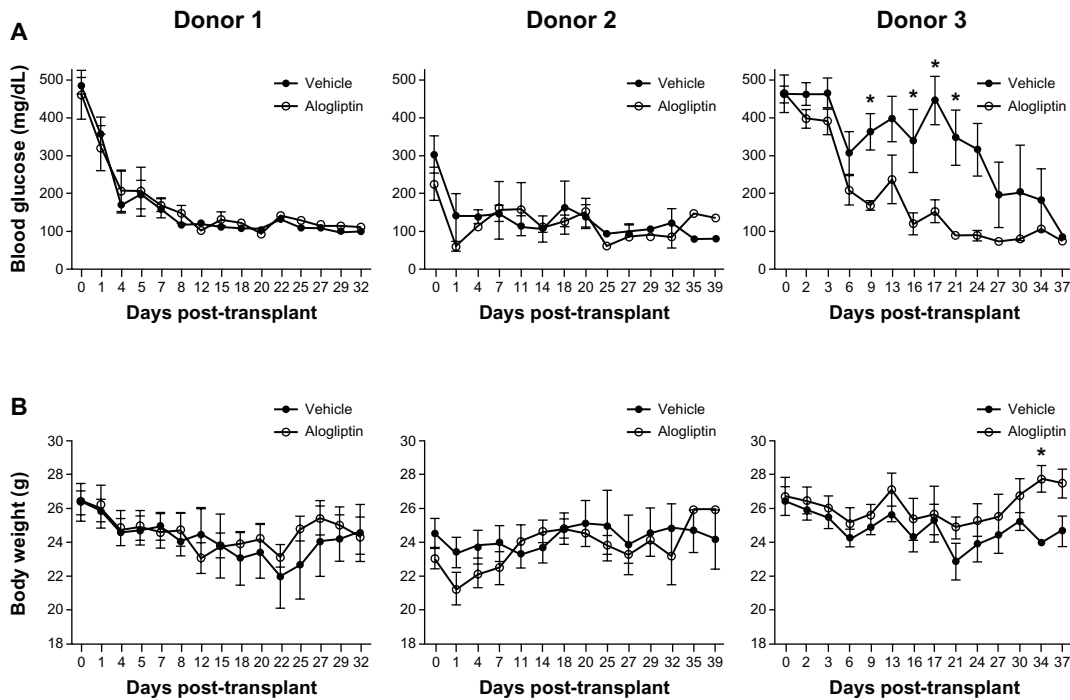 Donor 1 Donor 2 Donor 3
A
Blood glucose (mg/dL)
500
400
300
200
100
0
Vehicle
Alogliptin
0 1 4 5 7 8 12 15 18 20 22 25 27 29 32
Days post-transplant
500
400
300
200
100
0
Vehicle
Alogliptin
0 1 4 7 11 14 18 20 25 27 29 32 35 39
Days post-transplant
500
400
300
200
100
0
Vehicle
Alogliptin
* * * *
0 2 3 6 9 13 16 17 21 24 27 30 34 37
Days post-transplant
B
Body weight (g)
30
28
26
24
22
20
18
Vehicle
Alogliptin
0 1 4 5 7 8 12 15 18 20 22 25 27 29 32
Days post-transplant
30
28
26
24
22
20
18
Vehicle
Alogliptin
0 1 4 7 11 14 18 20 25 27 29 32 35 39
Days post-transplant
30
28
26
24
22
20
18
Vehicle
Alogliptin
*
0 2 3 6 9 13 16 17 21 24 27 30 34 37
Days post-transplant